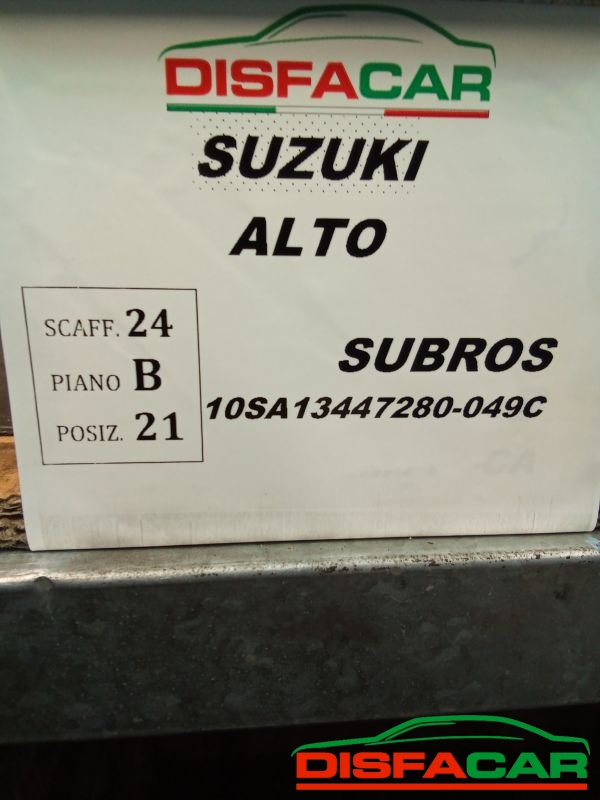 DISFACAR
SUZUKI
ALTO
SCAFF. 24
PIANO B
POSIZ. 21
SUBROS
10SA13447280-049C
DISFACAR